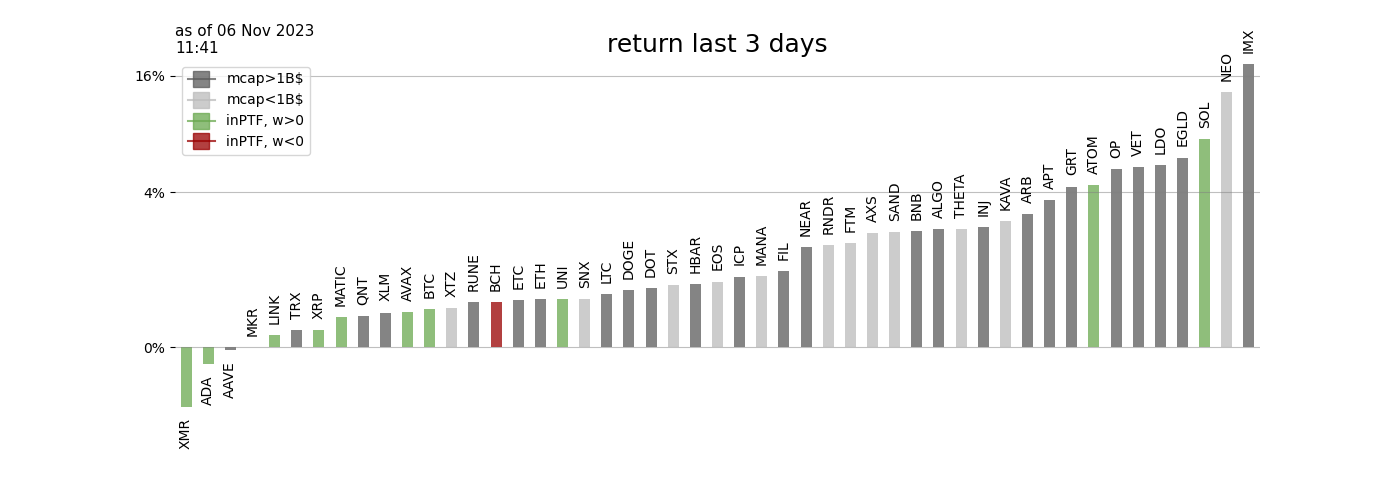 as of 06 Nov 2023
11:41
return last 3 days
mcap>1B$
mcap<1B$
inPTF, w>0
inPTF, w<0
16%
4%
0%
XMR
ADA
AAVE
MKR
LINK
TRX
XRP
MATIC
QNT
XLM
AVAX
BTC
XTZ
RUNE
BCH
ETC
ETH
UNI
SNX
LTC
DOGE
DOT
STX
HBAR
EOS
ICP
MANA
FIL
NEAR
RNDR
FTM
AXS
SAND
BNB
ALGO
THETA
INJ
KAVA
ARB
APT
GRT
ATOM
OP
VET
LDO
EGLD
SOL
NEO
IMX